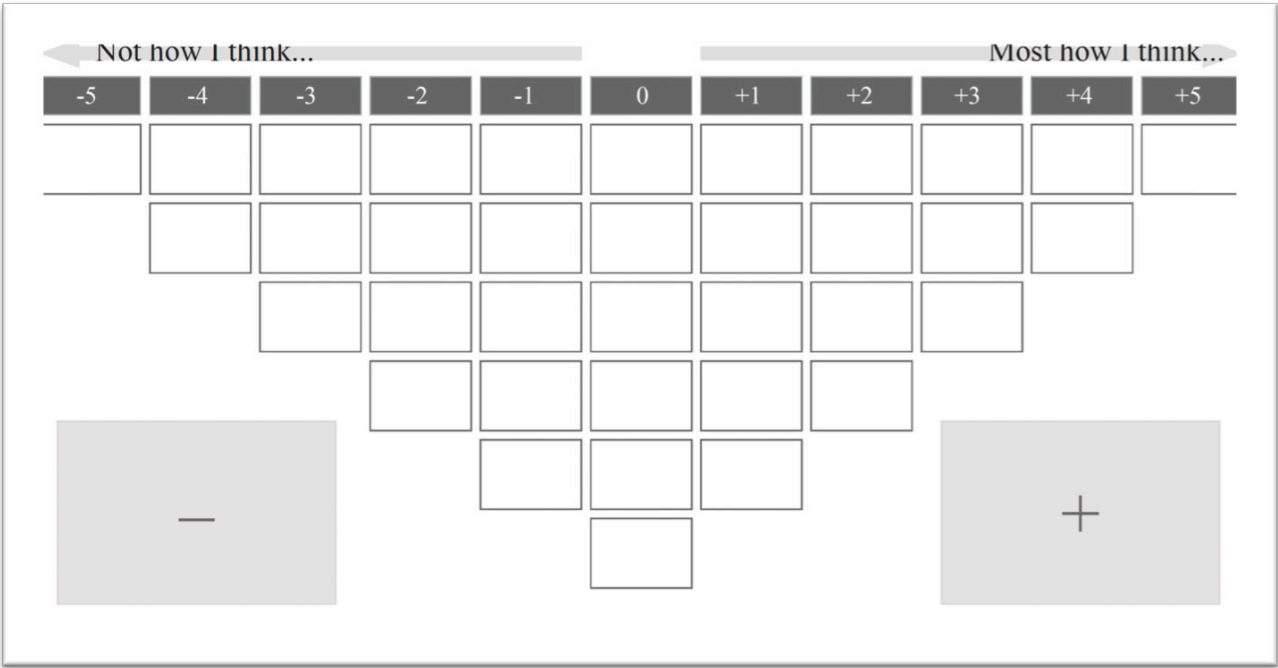 Not how I think... Most how I think...
-5 -4 -3 -2 -1 0 +1 +2 +3 +4 +5
– +